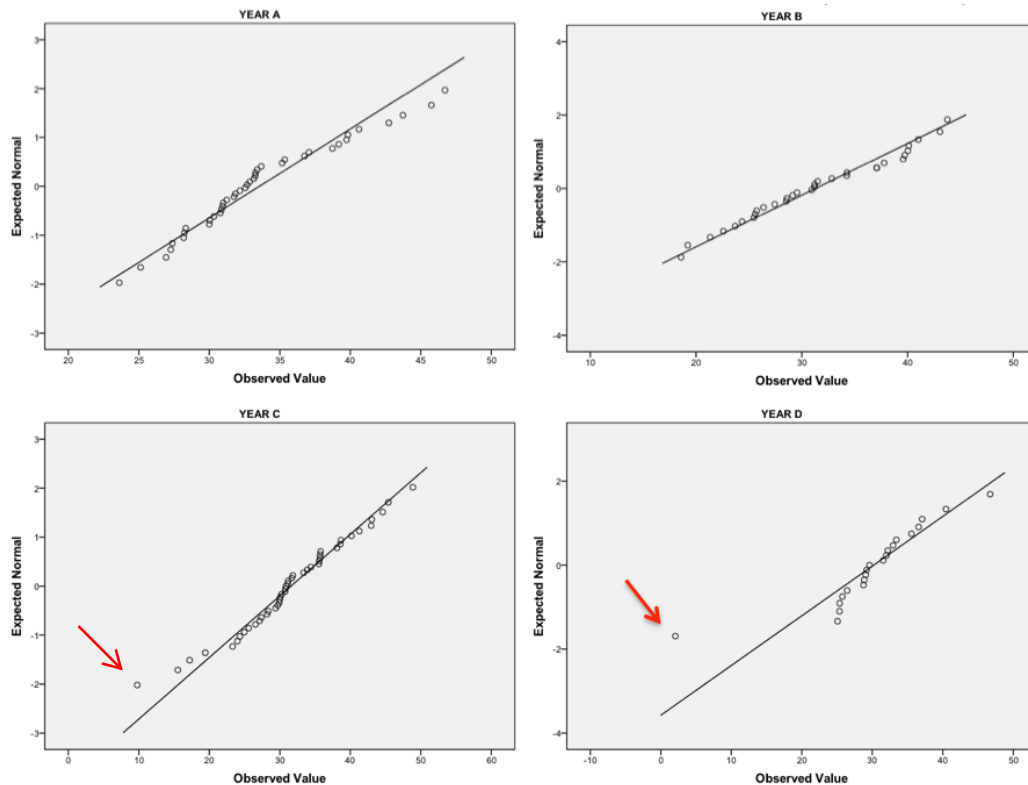 YEAR A
3
2
1
0
-1
-2
-3
Expected Normal
20 25 30 35 40 45 50
Observed Value
YEAR B
4
2
0
-2
-4
Expected Normal
10 20 30 40 50
Observed Value
YEAR C
3
2
1
0
-1
-2
-3
Expected Normal
0 10 20 30 40 50 60
Observed Value
YEAR D
2
0
-2
-4
Expected Normal
-10 0 10 20 30 40 50
Observed Value